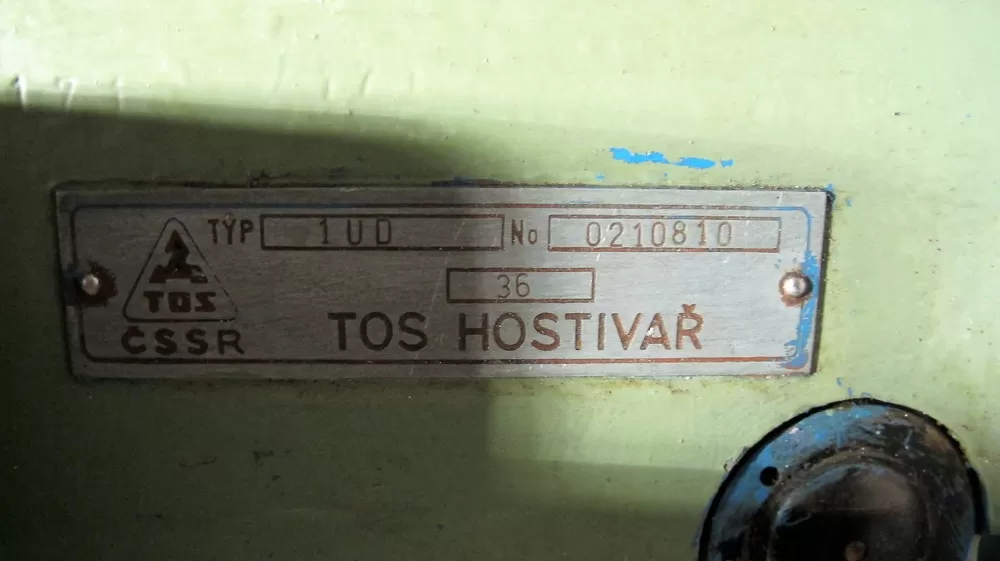 TYP 1UD No 0210810
36
TOS
ČSSR
TOS HOSTIVAŘ